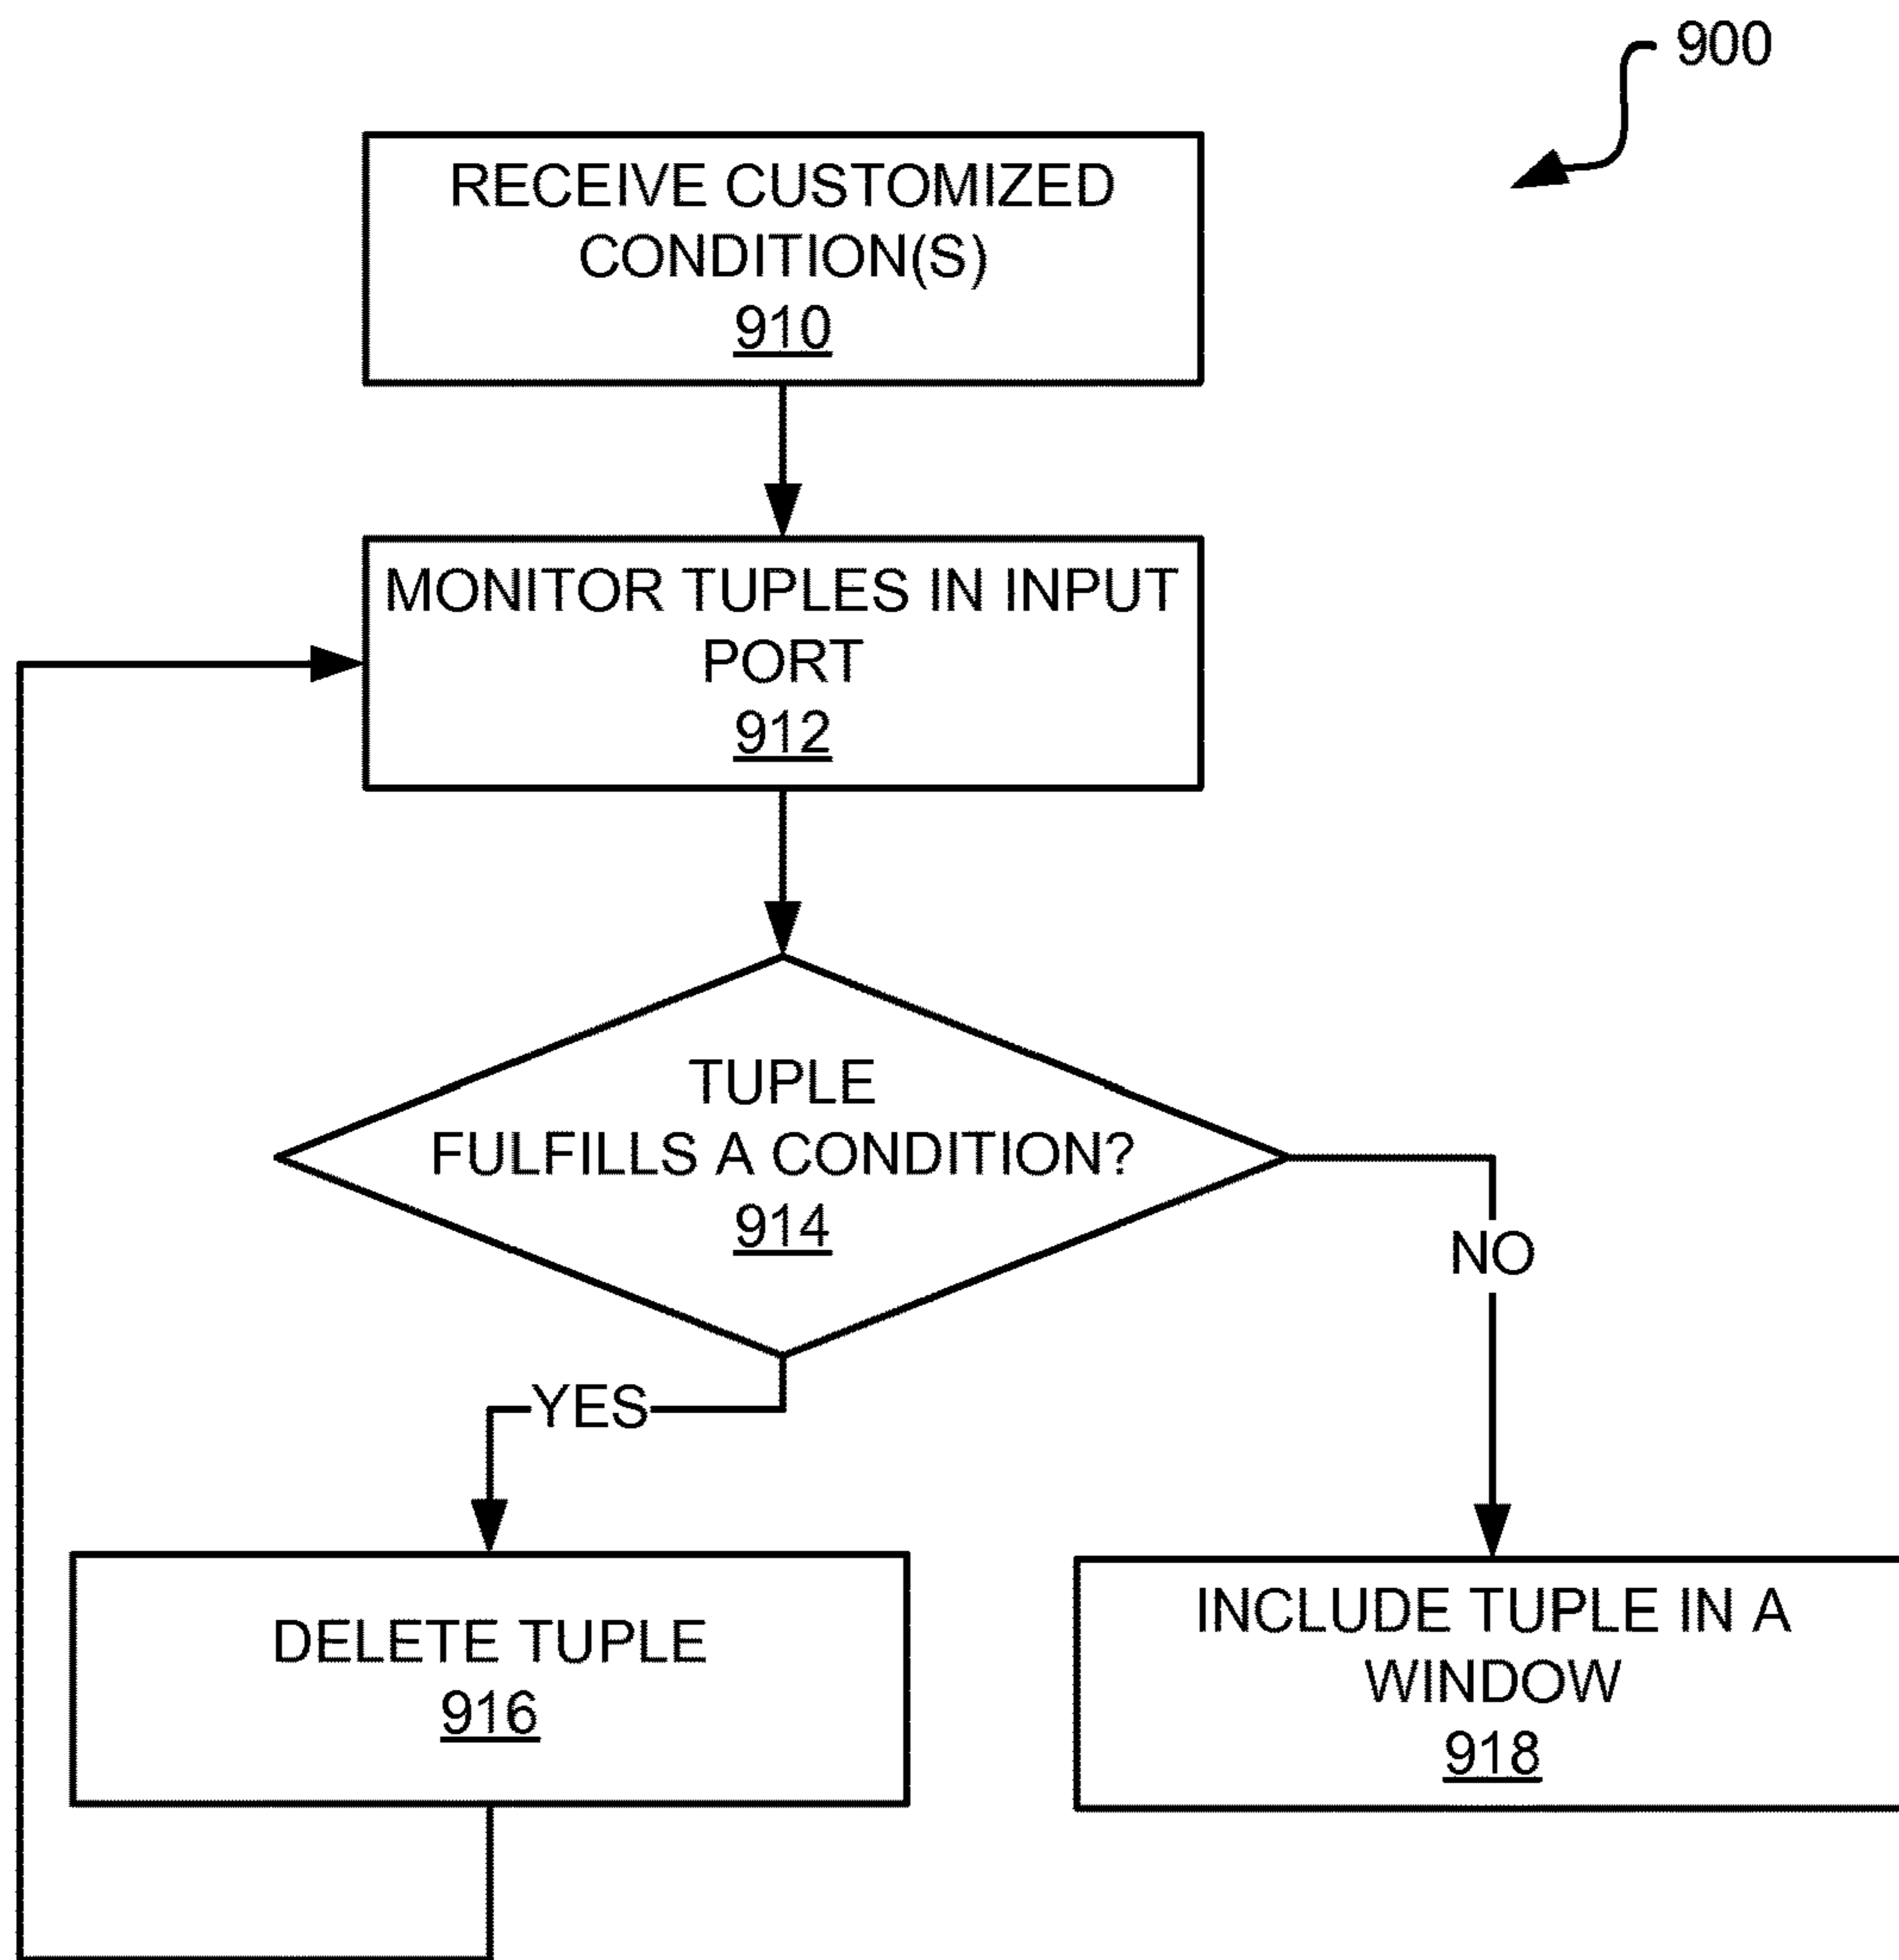 900
RECEIVE CUSTOMIZED
CONDITION(S)
910
MONITOR TUPLES IN INPUT
PORT
912
TUPLE
FULFILLS A CONDITION?
914
NO
YES
DELETE TUPLE
916
INCLUDE TUPLE IN A
WINDOW
918